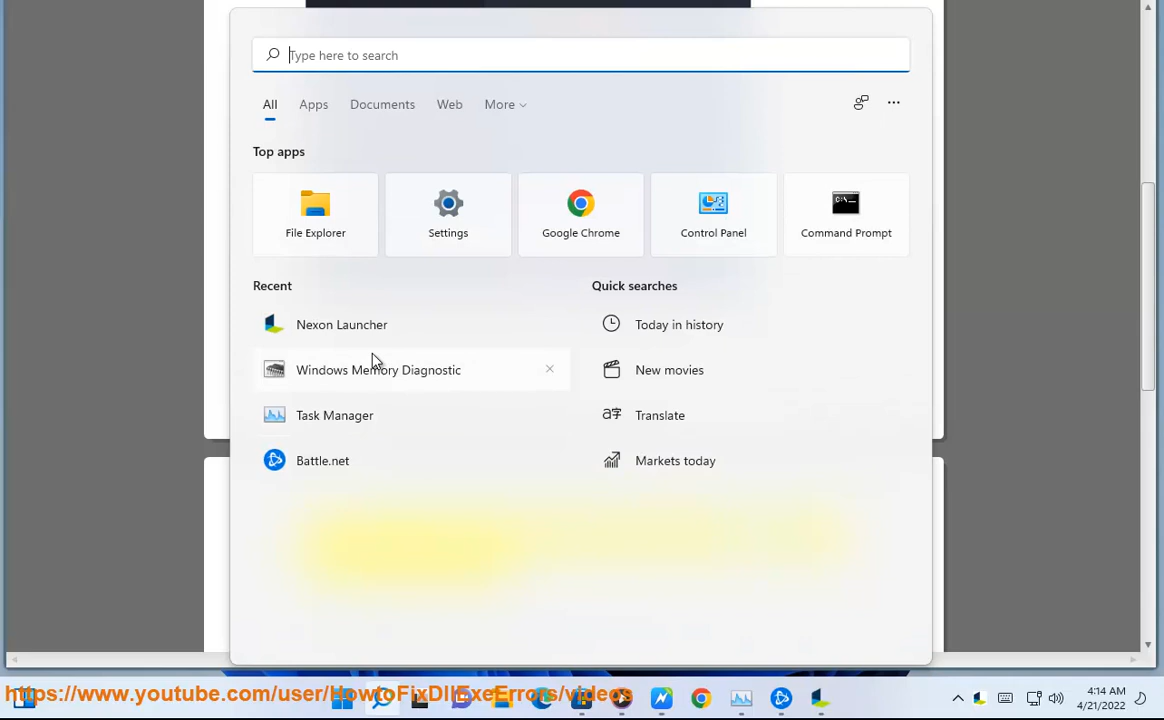 Type here to search
All Apps Documents Web More
Top apps
File Explorer Settings Google Chrome Control Panel Command Prompt
Recent
Nexon Launcher
Windows Memory Diagnostic
Task Manager
Battle.net
Quick searches
Today in history
New movies
Translate
Markets today
https://www.youtube.com/user/HowtoFixDllExeErrors/videos
4:14 AM
4/21/2022